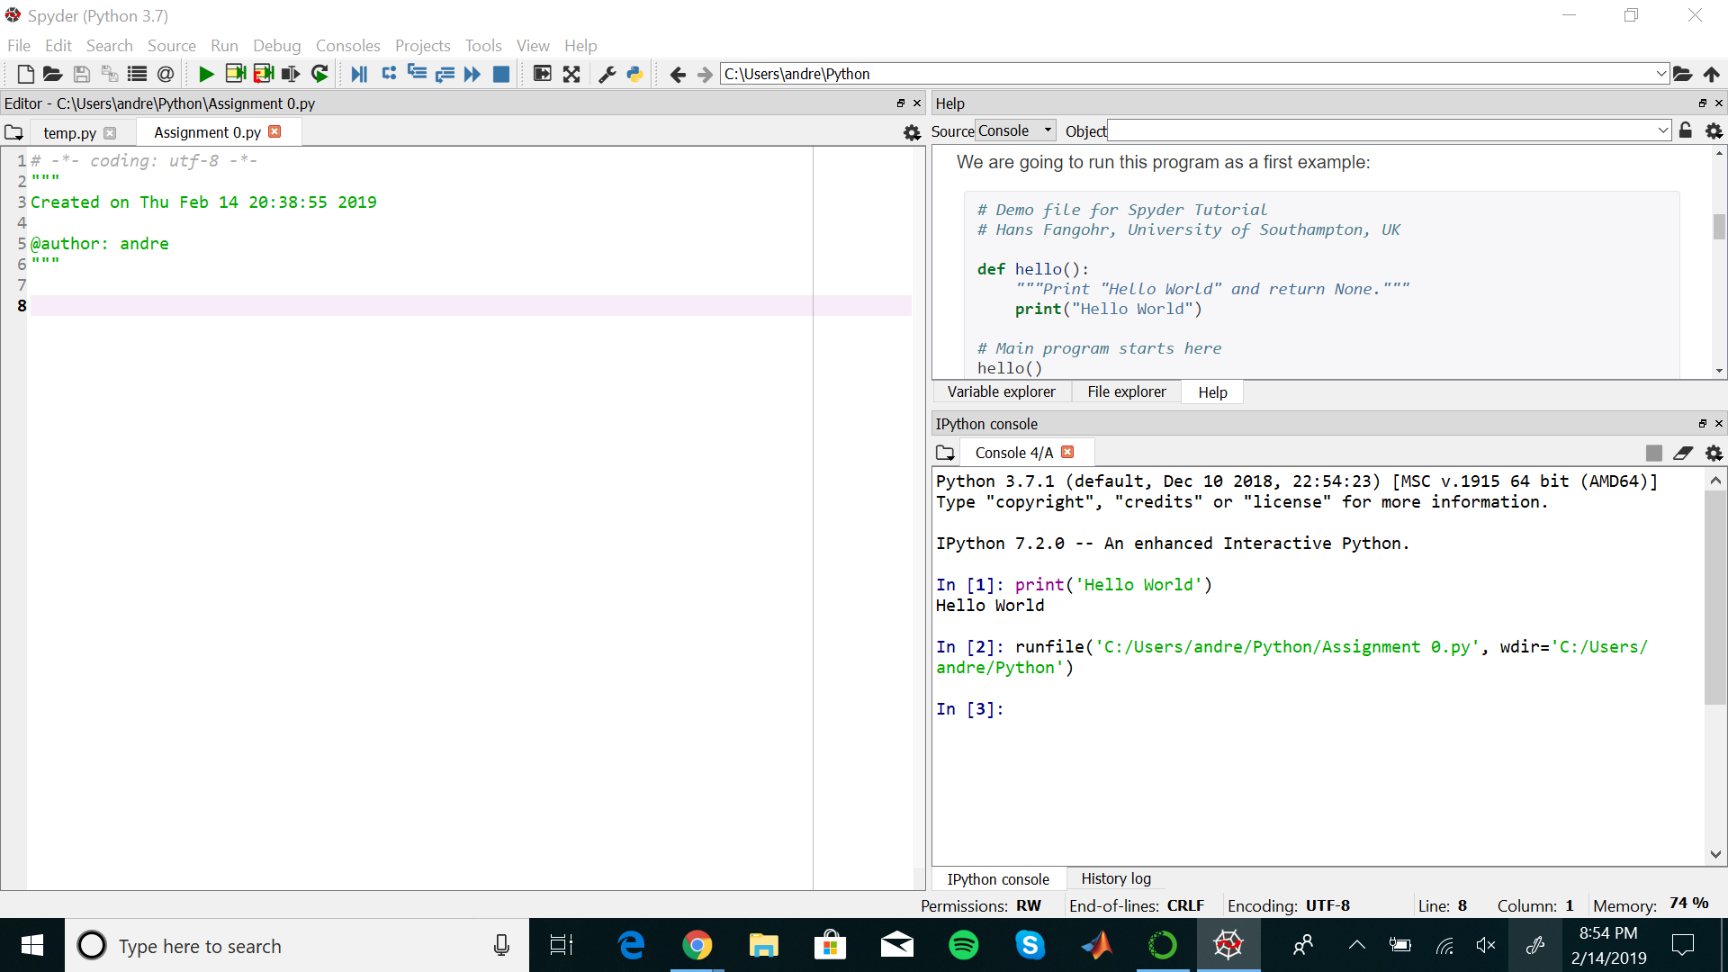 Spyder (Python 3.7)
File Edit Search Source Run Debug Consoles Projects Tools View Help
C:\Users\andre\Python
Editor - C:\Users\andre\Python\Assignment 0.py
temp.py Assignment 0.py
1 # -*- coding: utf-8 -*-
2 """
3 Created on Thu Feb 14 20:38:55 2019
4
5 @author: andre
6 """
7
8
Help
Source Console Object
We are going to run this program as a first example:
# Demo file for Spyder Tutorial
# Hans Fangohr, University of Southampton, UK
def hello():
"""Print "Hello World" and return None."""
print("Hello World")
# Main program starts here
hello()
Variable explorer File explorer Help
IPython console
Console 4/A
Python 3.7.1 (default, Dec 10 2018, 22:54:23) [MSC v.1915 64 bit (AMD64)]
Type "copyright", "credits" or "license" for more information.
IPython 7.2.0 -- An enhanced Interactive Python.
In [1]: print('Hello World')
Hello World
In [2]: runfile('C:/Users/andre/Python/Assignment 0.py', wdir='C:/Users/
andre/Python')
In [3]:
IPython console History log
Permissions: RW End-of-lines: CRLF Encoding: UTF-8 Line: 8 Column: 1 Memory: 74 %
Type here to search
8:54 PM
2/14/2019